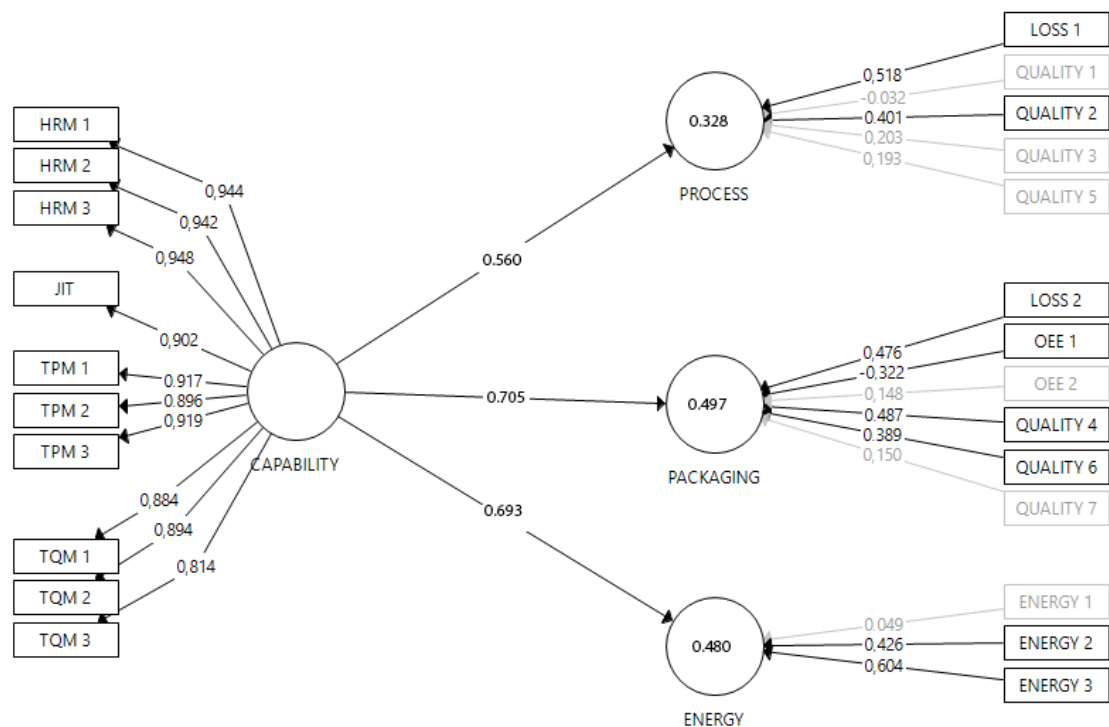 HRM 1
HRM 2
HRM 3
JIT
TPM 1
TPM 2
TPM 3
TQM 1
TQM 2
TQM 3
0,944
0,942
0,948
0,902
0.917
0.896
0,919
0,884
0,894
0,814
CAPABILITY
0.560
0.705
0.693
0.328
PROCESS
0,518
-0.032
0.401
0,203
0,193
LOSS 1
QUALITY 1
QUALITY 2
QUALITY 3
QUALITY 5
0.497
PACKAGING
0,476
-0.322
0,148
0.487
0.389
0,150
LOSS 2
OEE 1
OEE 2
QUALITY 4
QUALITY 6
QUALITY 7
0.480
ENERGY
0.049
0,426
0,604
ENERGY 1
ENERGY 2
ENERGY 3